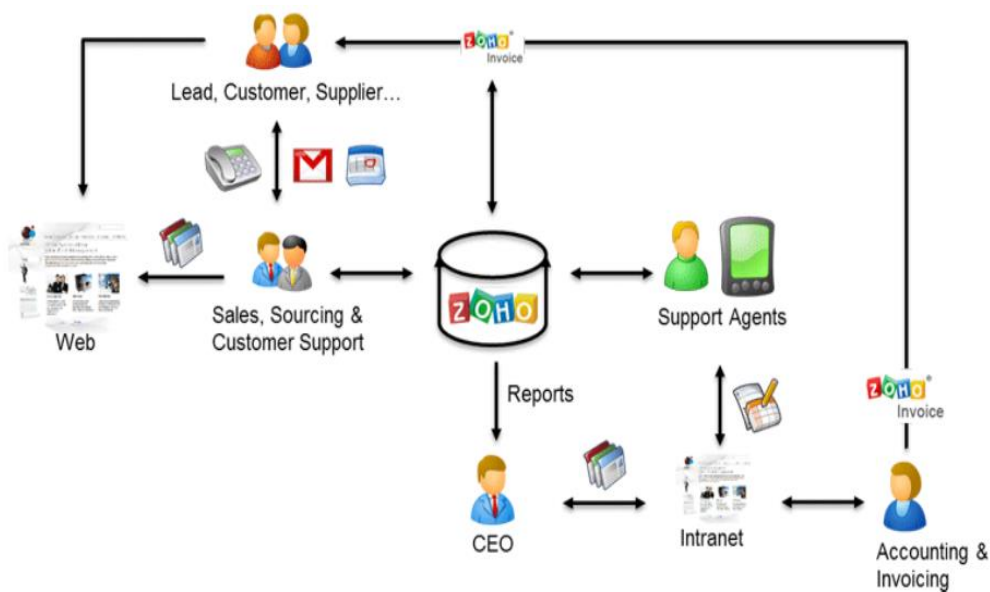 ZOHO
Invoice
Lead, Customer, Supplier...
Web
Sales, Sourcing &
Customer Support
ZOHO
Support Agents
Reports
ZOHO
Invoice
CEO
Intranet
Accounting &
Invoicing